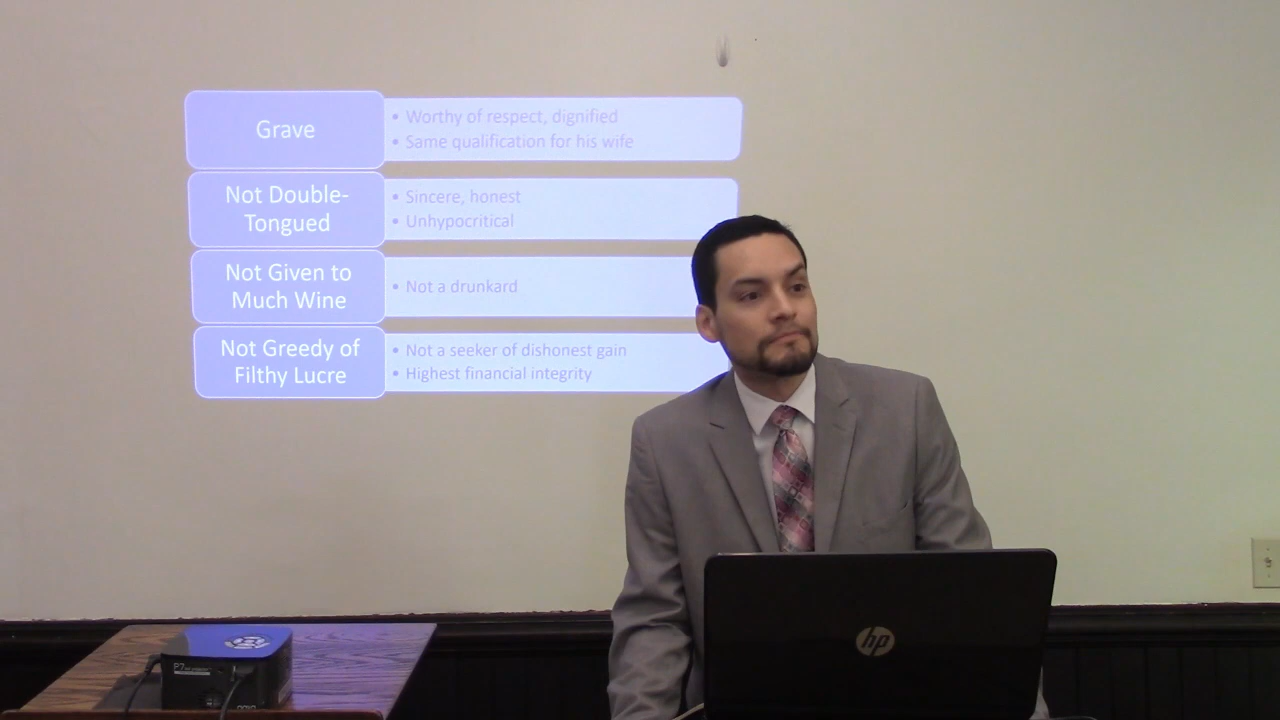 Grave
• Worthy of respect, dignified
• Same qualification for his wife
Not Double-
Tongued
• Sincere, honest
• Unhypocritical
Not Given to
Much Wine
• Not a drunkard
Not Greedy of
Filthy Lucre
• Not a seeker of dishonest gain
• Highest financial integrity
hp
P7